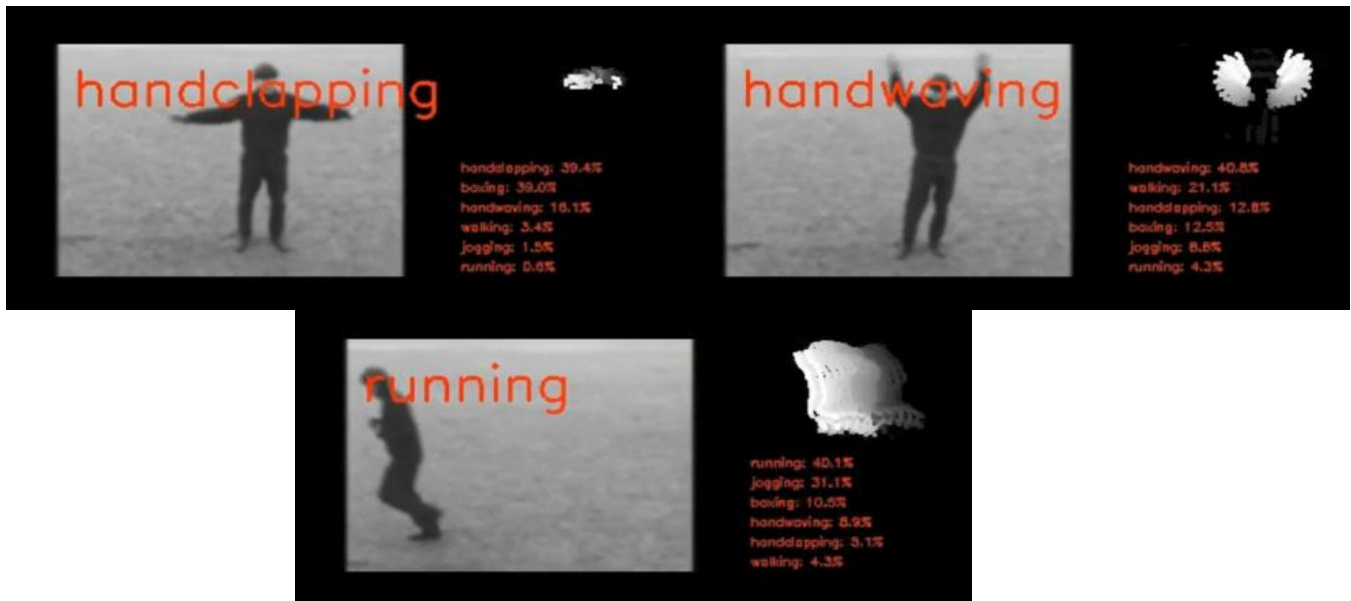 handclapping
handclapping: 39.4%
boxing: 39.0%
handwaving: 16.1%
walking: 3.4%
jogging: 1.5%
running: 0.6%
handwaving
handwaving: 40.8%
walking: 21.1%
handclapping: 12.8%
boxing: 12.5%
jogging:
running: 4.3%
running
running: 40.1%
jogging: 31.1%
boxing: 10.5%
handwaving: 8.9%
handclapping: 5.1%
walking: 4.3%